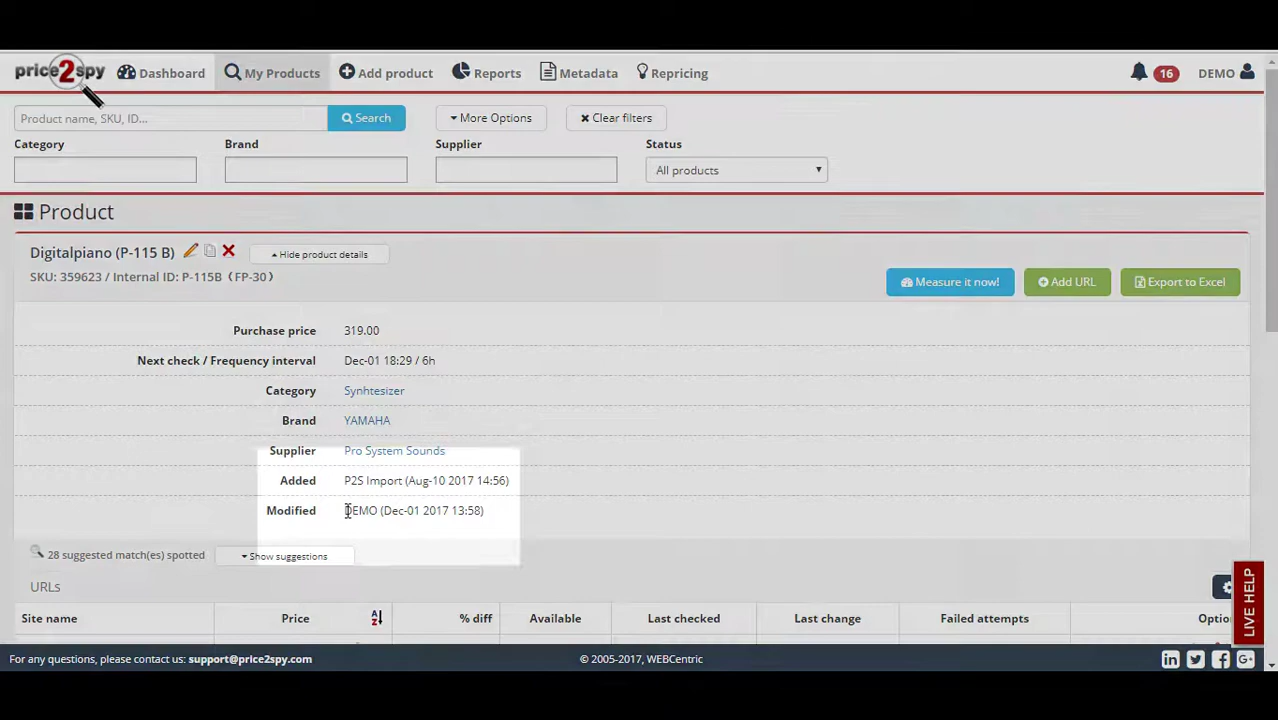 price2spy Dashboard My Products Add product Reports Metadata Repricing 16 DEMO
Product name, SKU, ID... Search More Options Clear filters
Category Brand Supplier Status
All products
Product
Digitalpiano (P-115 B) Hide product details
SKU: 359623 / Internal ID: P-115B (FP-30)
Measure it now! Add URL Export to Excel
Purchase price 319.00
Next check / Frequency interval Dec-01 18:29 / 6h
Category Synhtesizer
Brand YAMAHA
Supplier Pro System Sounds
Added P2S Import (Aug-10 2017 14:56)
Modified DEMO (Dec-01 2017 13:58)
28 suggested match(es) spotted Show suggestions
URLs
Site name Price % diff Available Last checked Last change Failed attempts Optio
LIVE HELP
For any questions, please contact us: support@price2spy.com © 2005-2017, WEBCentric